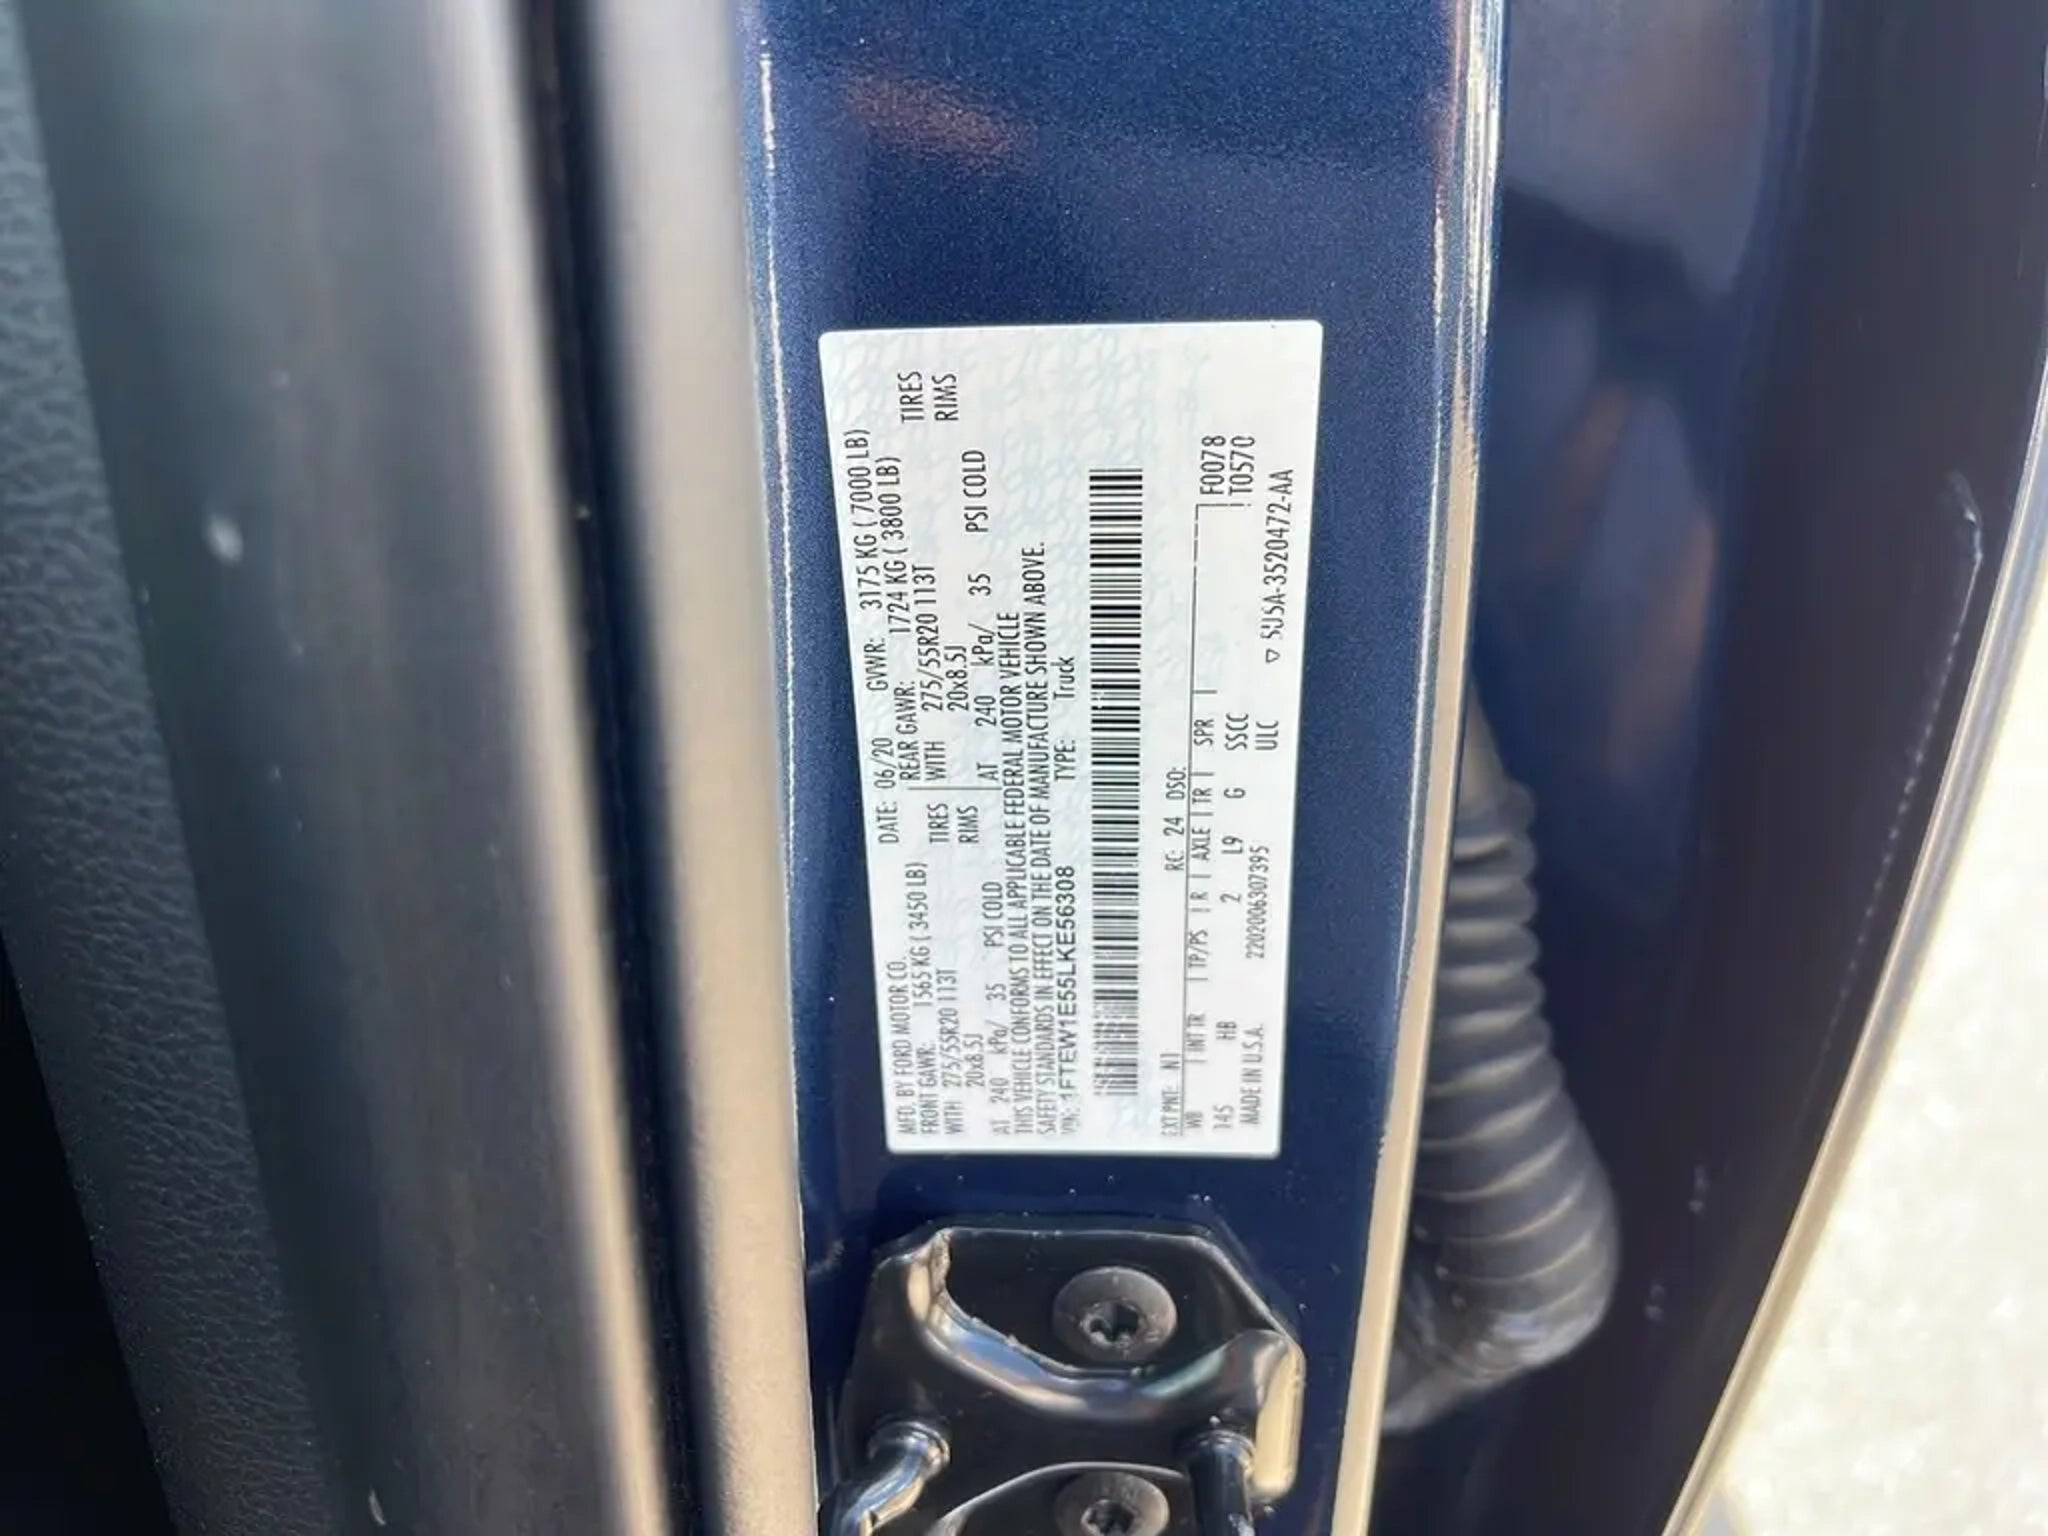 MFD. BY FORD MOTOR CO. DATE: 06/20 GVWR: 3175 KG ( 7000 LB)
FRONT GAWR: 1565 KG ( 3450 LB) REAR GAWR: 1724 KG ( 3800 LB)
WITH 275/55R20 113T TIRES WITH 275/55R20 113T TIRES
20x8.5J RIMS 20x8.5J RIMS
AT 240 kPa/ 35 PSI COLD AT 240 kPa/ 35 PSI COLD
THIS VEHICLE CONFORMS TO ALL APPLICABLE FEDERAL MOTOR VEHICLE
SAFETY STANDARDS IN EFFECT ON THE DATE OF MANUFACTURE SHOWN ABOVE.
VIN: 1FTEW1E55LKE56308 TYPE: Truck
EXT PNT: N1 RC: 24 DSO: F0078
WB INT TR TP/PS R AXLE TR SPR T0570
145 HB 2 L9 G SSCC
ULC
MADE IN U.S.A. 2202006307395 5U5A-3520472-AA